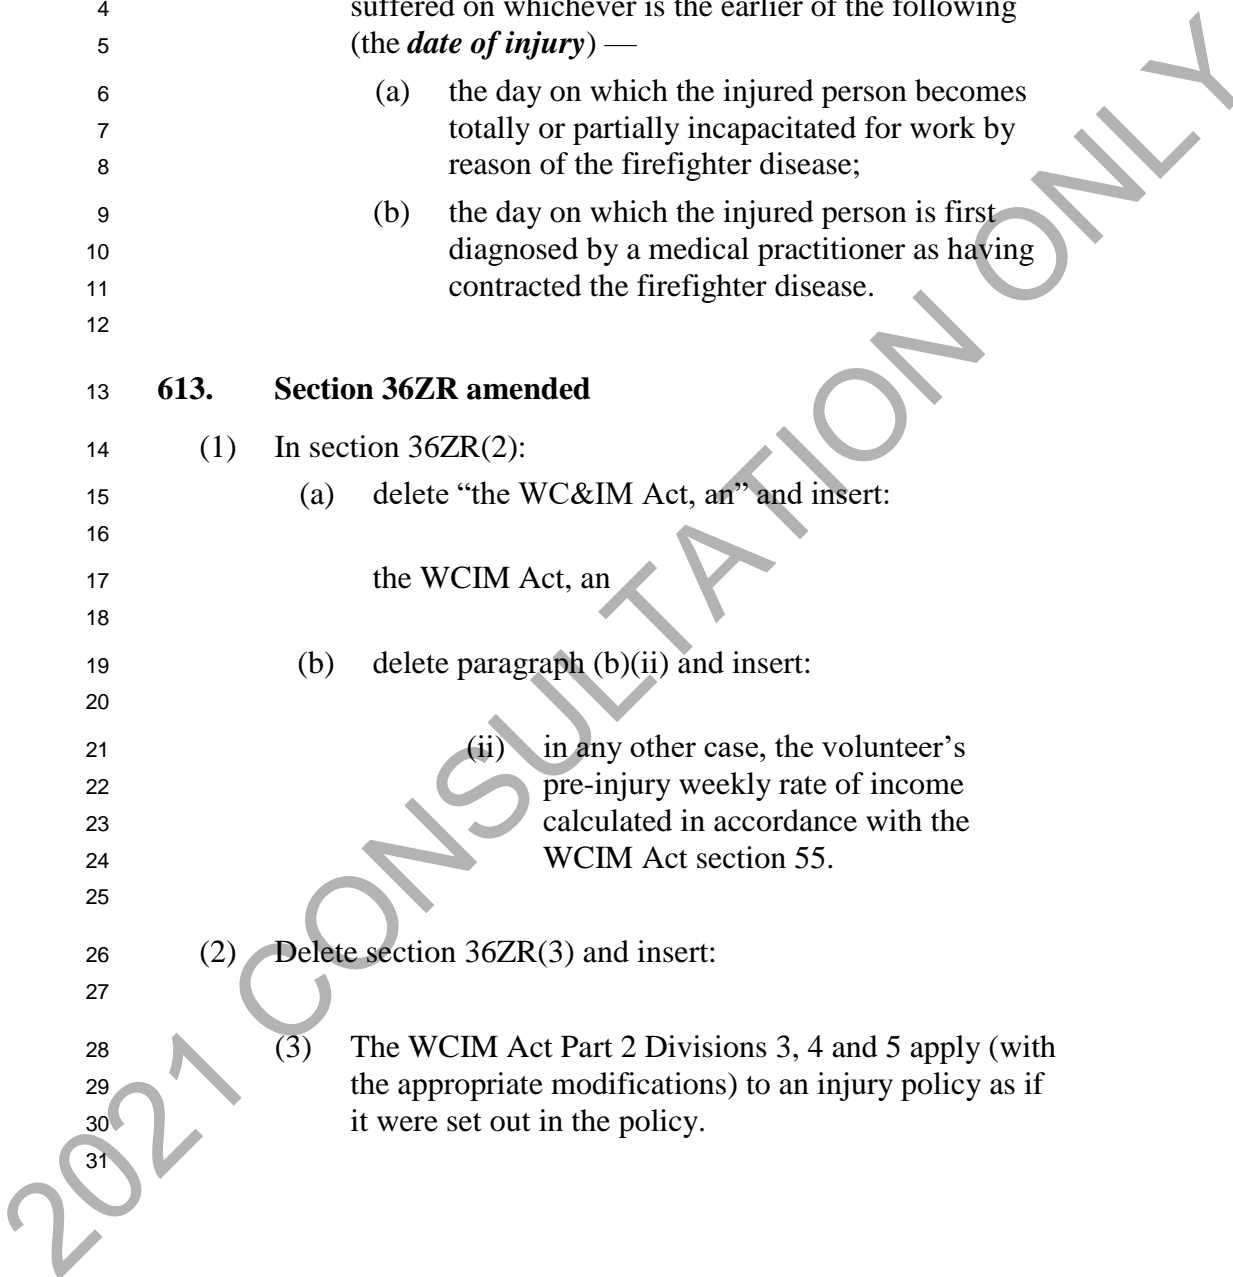 4 suffered on whichever is the earlier of the following
5 (the date of injury) —
6 (a) the day on which the injured person becomes
7 totally or partially incapacitated for work by
8 reason of the firefighter disease;
9 (b) the day on which the injured person is first
10 diagnosed by a medical practitioner as having
11 contracted the firefighter disease.
12
13 613. Section 36ZR amended
14 (1) In section 36ZR(2):
15 (a) delete “the WC&IM Act, an” and insert:
16
17 the WCIM Act, an
18
19 (b) delete paragraph (b)(ii) and insert:
20
21 (ii) in any other case, the volunteer’s
22 pre-injury weekly rate of income
23 calculated in accordance with the
24 WCIM Act section 55.
25
26 (2) Delete section 36ZR(3) and insert:
27
28 (3) The WCIM Act Part 2 Divisions 3, 4 and 5 apply (with
29 the appropriate modifications) to an injury policy as if
30 it were set out in the policy.
31
2021 CONSULTATION ONLY